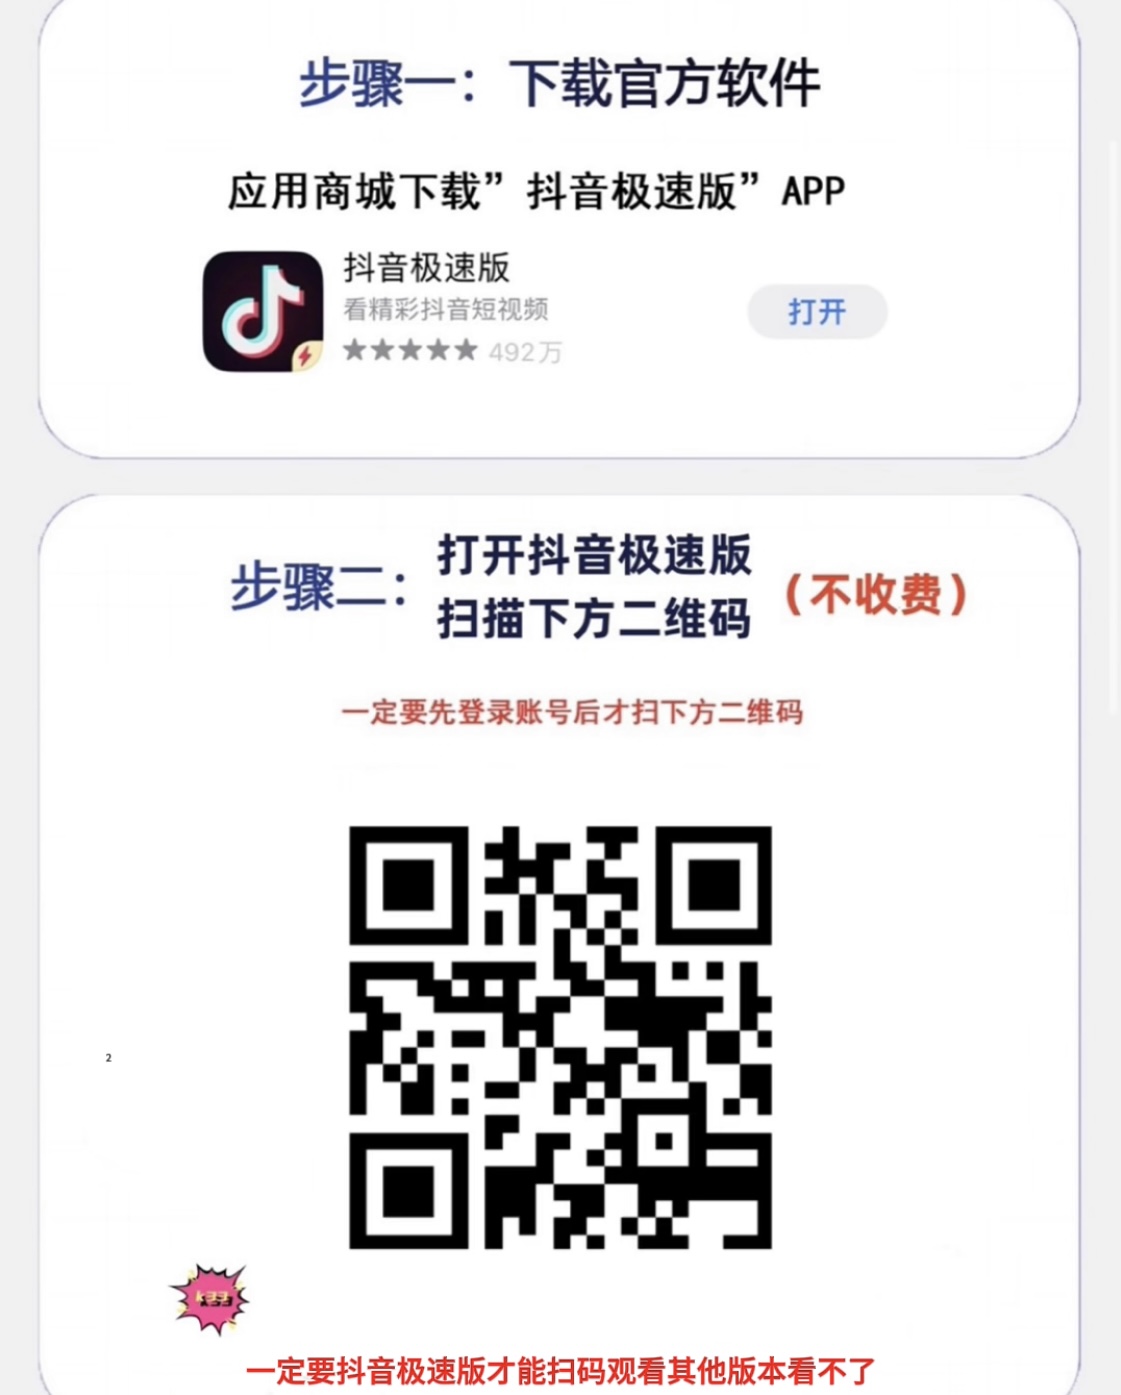 步骤一：下载官方软件
应用商城下载”抖音极速版”APP
抖音极速版
看精彩抖音短视频
492万
打开
步骤二：
打开抖音极速版
扫描下方二维码
（不收费）
一定要先登录账号后才扫下方二维码
2
k33
一定要抖音极速版才能扫码观看其他版本看不了